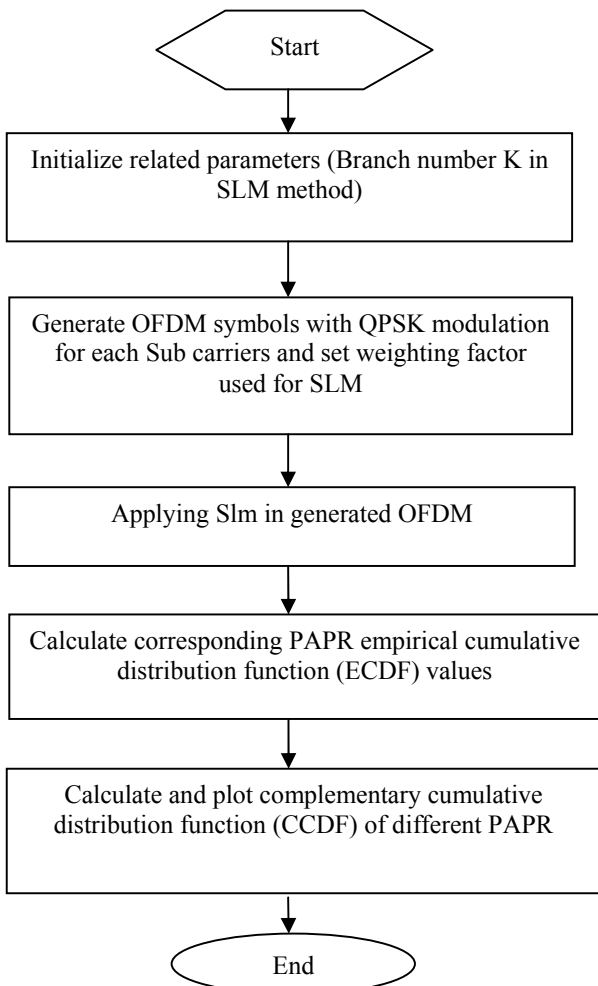 Start
Initialize related parameters (Branch number K in
SLM method)
Generate OFDM symbols with QPSK modulation
for each Sub carriers and set weighting factor
used for SLM
Applying Slm in generated OFDM
Calculate corresponding PAPR empirical cumulative
distribution function (ECDF) values
Calculate and plot complementary cumulative
distribution function (CCDF) of different PAPR
End